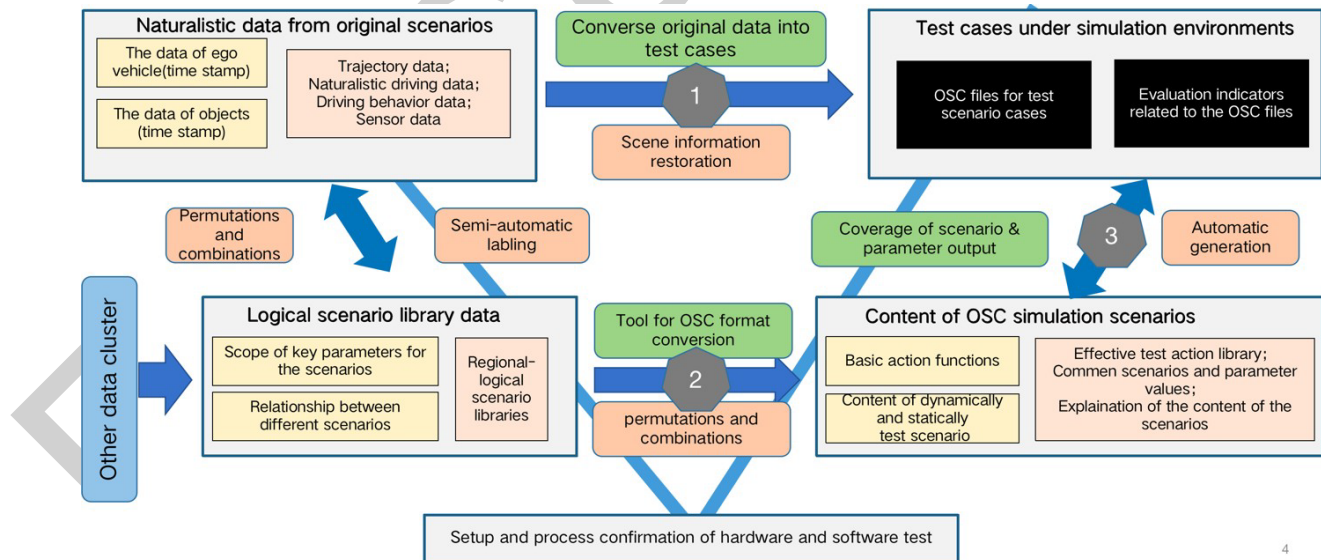 Naturalistic data from original scenarios
The data of ego
vehicle(time stamp)
The data of objects
(time stamp)
Trajectory data;
Naturalistic driving data;
Driving behavior data;
Sensor data
Converse original data into
test cases
1
Scene information
restoration
Test cases under simulation environments
OSC files for test
scenario cases
Evaluation indicators
related to the OSC files
Permutations
and
combinations
Semi-automatic
labling
Coverage of scenario &
parameter output
3
Automatic
generation
Other data cluster
Logical scenario library data
Scope of key parameters for
the scenarios
Relationship between
different scenarios
Regional-
logical
scenario
libraries
Tool for OSC format
conversion
2
permutations and
combinations
Content of OSC simulation scenarios
Basic action functions
Content of dynamically
and statically
test scenario
Effective test action library;
Commen scenarios and parameter
values;
Explaination of the content of the
scenarios
Setup and process confirmation of hardware and software test
4